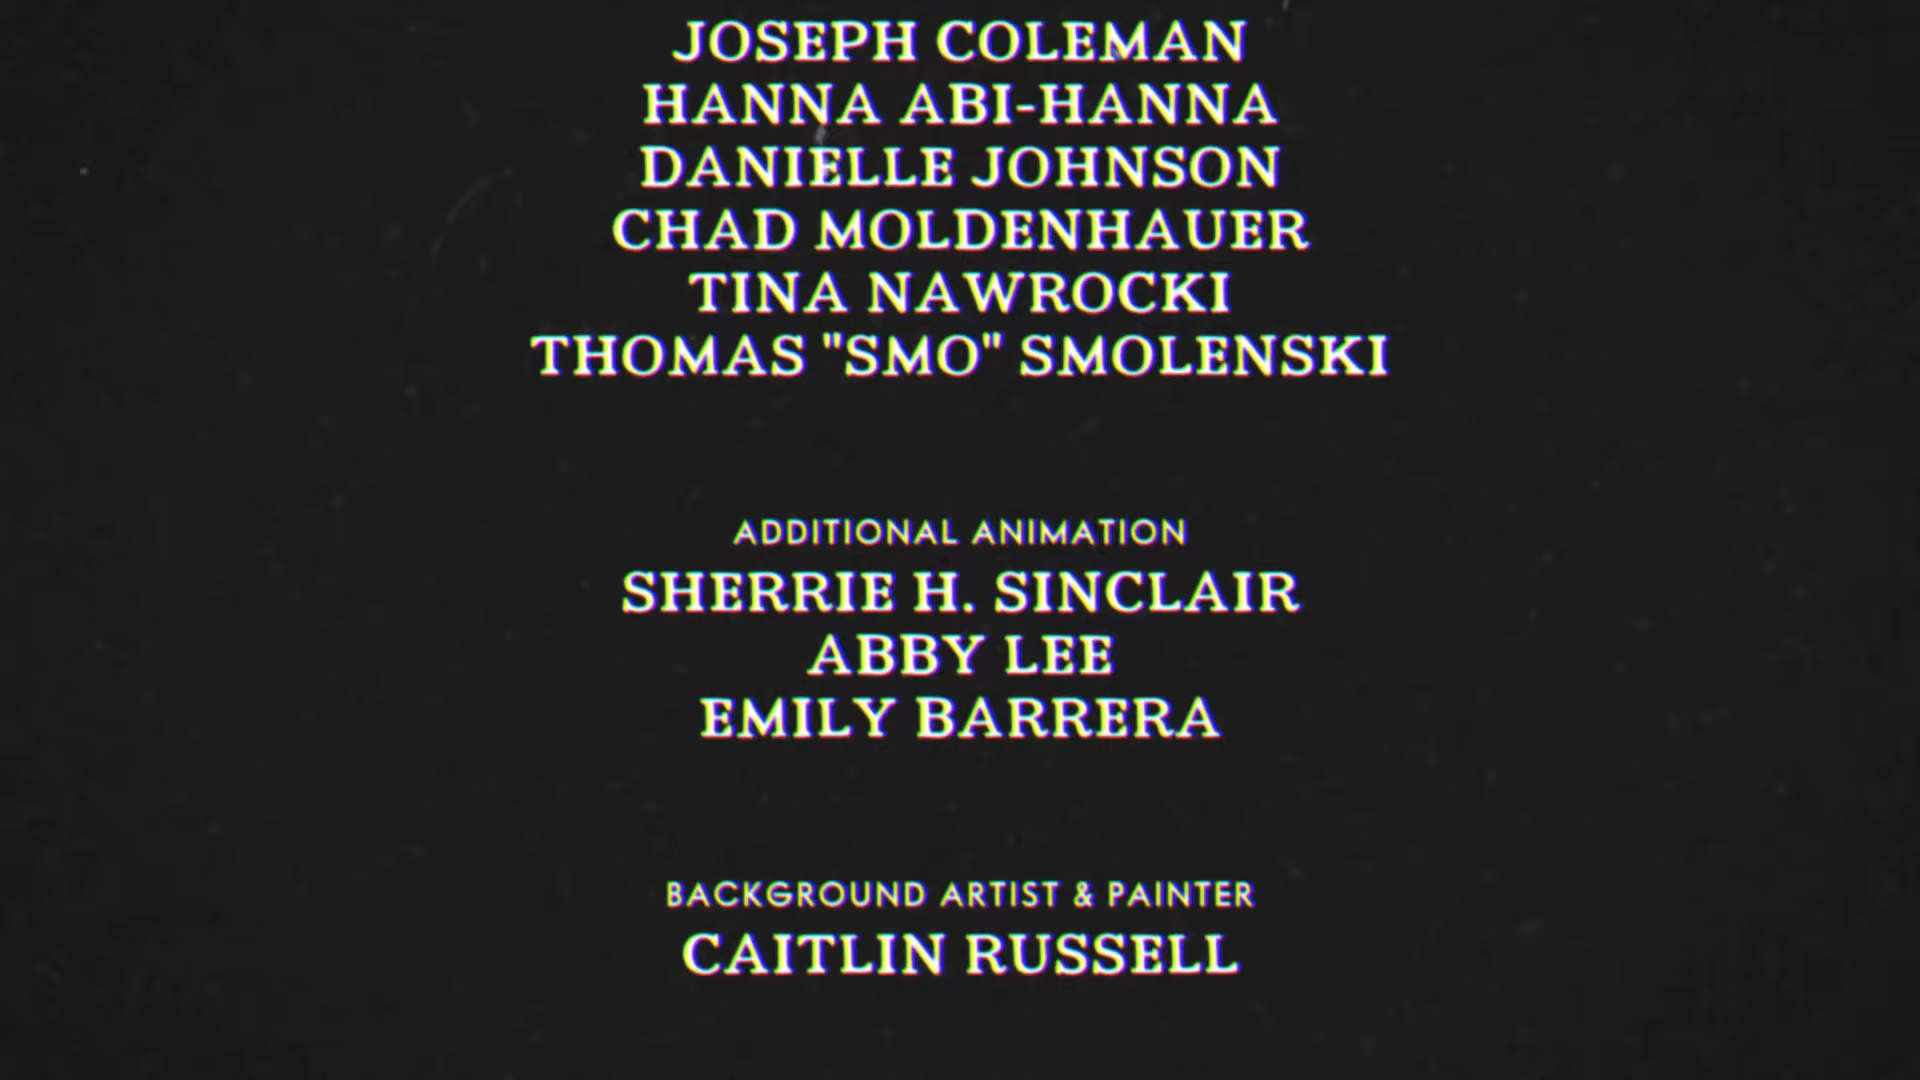 JOSEPH COLEMAN
HANNA ABI-HANNA
DANIELLE JOHNSON
CHAD MOLDENHAUER
TINA NAWROCKI
THOMAS "SMO" SMOLENSKI
ADDITIONAL ANIMATION
SHERRIE H. SINCLAIR
ABBY LEE
EMILY BARRERA
BACKGROUND ARTIST & PAINTER
CAITLIN RUSSELL